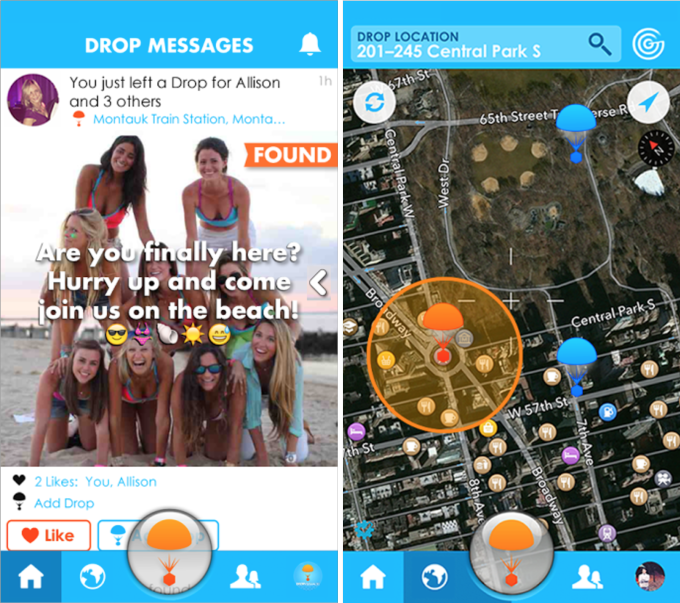 DROP MESSAGES
You just left a Drop for Allison
and 3 others
1h
Montauk Train Station, Monta...
FOUND
Are you finally here?
Hurry up and come
join us on the beach!
2 Likes: You, Allison
Add Drop
Like
DROP LOCATION
201–245 Central Park S
67th St
65th Street
Central Park W
West Dr
Broadway
Central Park S
W 57th St
7th Ave
8th Ave
Broadway